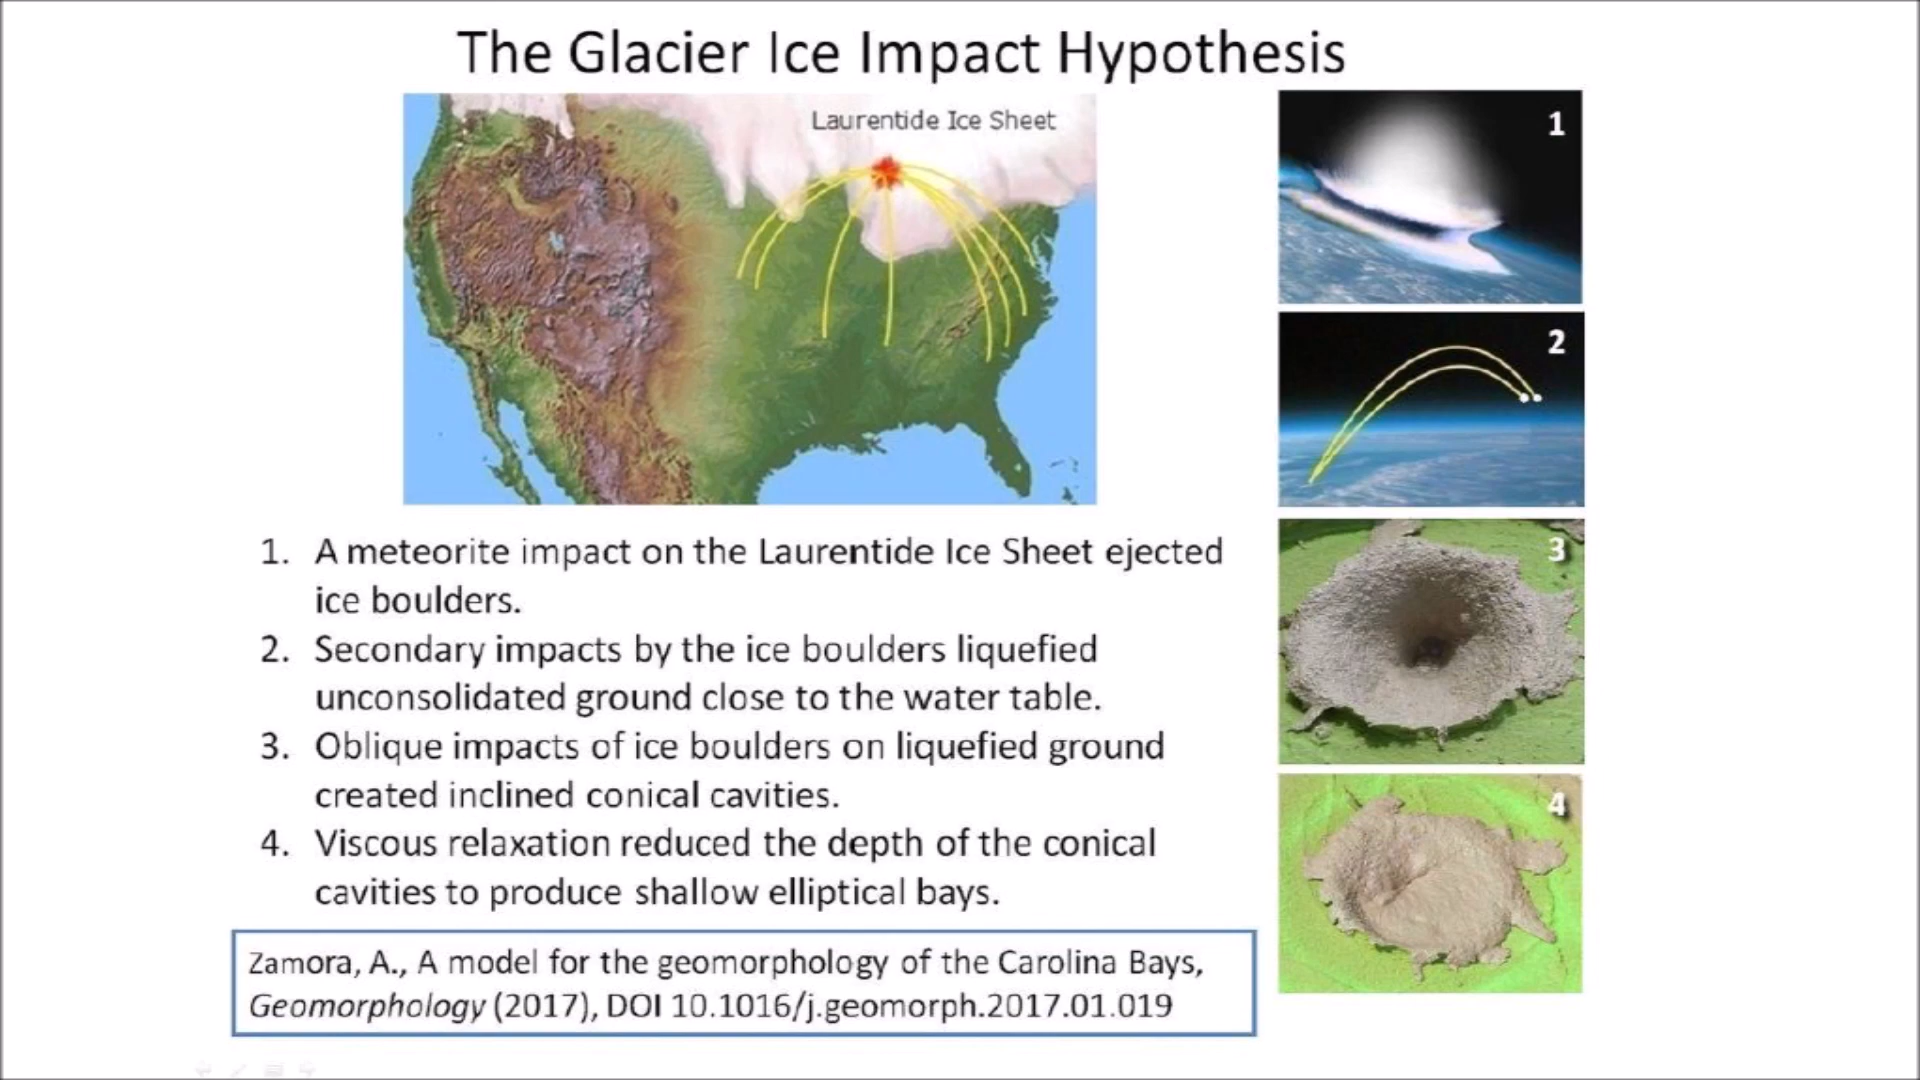 The Glacier Ice Impact Hypothesis
Laurentide Ice Sheet
1
2
3
4
1. A meteorite impact on the Laurentide Ice Sheet ejected
ice boulders.
2. Secondary impacts by the ice boulders liquefied
unconsolidated ground close to the water table.
3. Oblique impacts of ice boulders on liquefied ground
created inclined conical cavities.
4. Viscous relaxation reduced the depth of the conical
cavities to produce shallow elliptical bays.
Zamora, A., A model for the geomorphology of the Carolina Bays,
Geomorphology (2017), DOI 10.1016/j.geomorph.2017.01.019